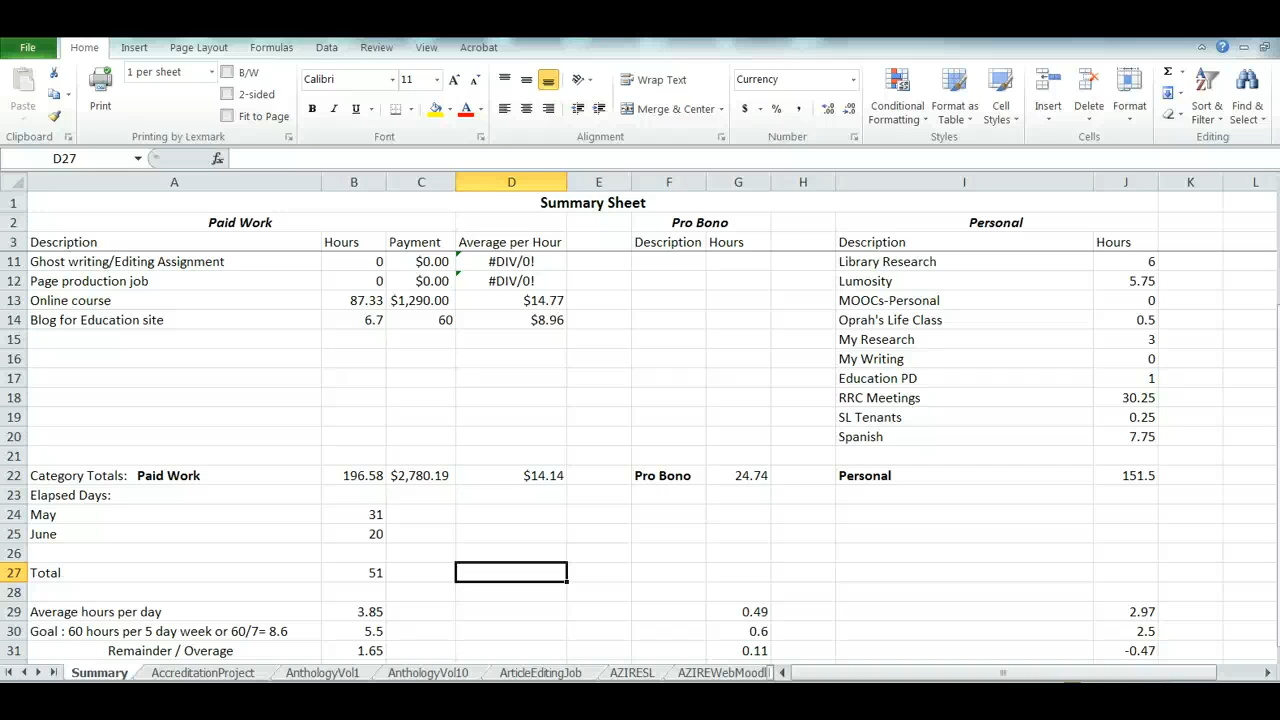 File Home Insert Page Layout Formulas Data Review View Acrobat
Paste Print 1 per sheet B/W 2-sided Fit to Page Calibri 11 A A B I U A Wrap Text Merge & Center Currency $ % , Conditional Formatting Format as Table Cell Styles Insert Delete Format Σ Sort & Filter Find & Select
Clipboard Printing by Lexmark Font Alignment Number Styles Cells Editing
D27 fx
A B C D E F G H I J K L
1 Summary Sheet
2 Paid Work Pro Bono Personal
3 Description Hours Payment Average per Hour Description Hours Description Hours
11 Ghost writing/Editing Assignment 0 $0.00 #DIV/0! Library Research 6
12 Page production job 0 $0.00 #DIV/0! Lumosity 5.75
13 Online course 87.33 $1,290.00 $14.77 MOOCs-Personal 0
14 Blog for Education site 6.7 60 $8.96 Oprah's Life Class 0.5
15 My Research 3
16 My Writing 0
17 Education PD 1
18 RRC Meetings 30.25
19 SL Tenants 0.25
20 Spanish 7.75
21
22 Category Totals: Paid Work 196.58 $2,780.19 $14.14 Pro Bono 24.74 Personal 151.5
23 Elapsed Days:
24 May 31
25 June 20
26
27 Total 51
28
29 Average hours per day 3.85 0.49 2.97
30 Goal : 60 hours per 5 day week or 60/7= 8.6 5.5 0.6 2.5
31 Remainder / Overage 1.65 0.11 -0.47
Summary AccreditationProject AnthologyVol1 AnthologyVol10 ArticleEditingJob AZIRESL AZIREWebMoodl